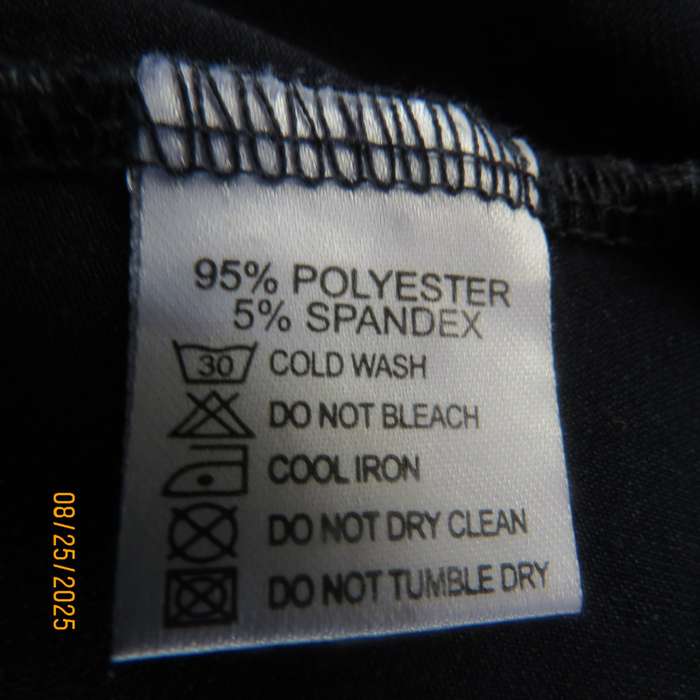 95% POLYESTER
5% SPANDEX
30 COLD WASH
DO NOT BLEACH
COOL IRON
DO NOT DRY CLEAN
DO NOT TUMBLE DRY
08/25/2025